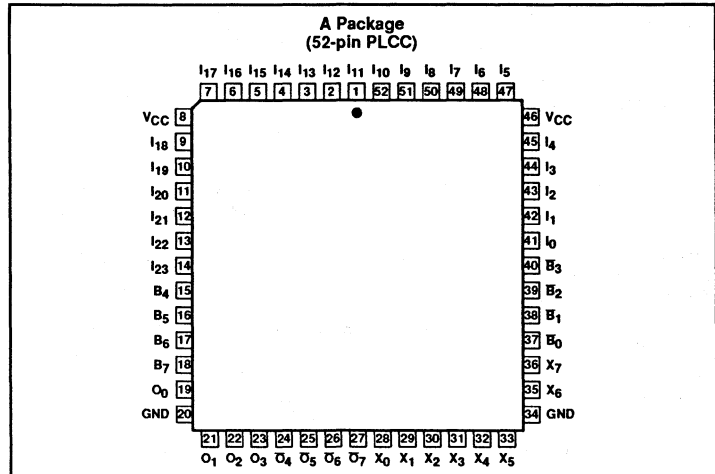 A Package
(52-pin PLCC)
I17 I16 I15 I14 I13 I12 I11 I10 I9 I8 I7 I6 I5
7 6 5 4 3 2 1 52 51 50 49 48 47
VCC 8 46 VCC
I18 9 45 I4
I19 10 44 I3
I20 11 43 I2
I21 12 42 I1
I22 13 41 I0
I23 14 40 B̅3
B4 15 39 B̅2
B5 16 38 B̅1
B6 17 37 B̅0
B7 18 36 X7
O0 19 35 X6
GND 20 34 GND
21 22 23 24 25 26 27 28 29 30 31 32 33
O1 O2 O3 O̅4 O̅5 O̅6 O̅7 X0 X1 X2 X3 X4 X5